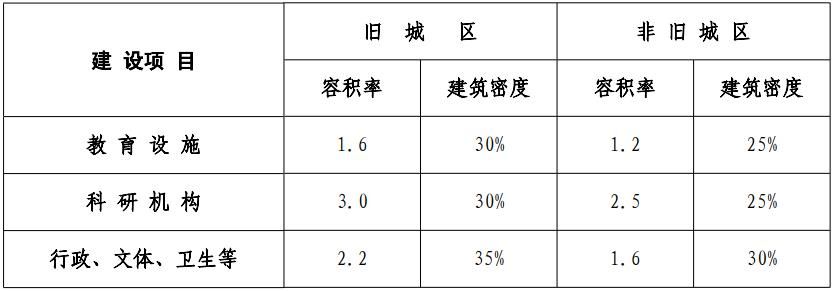 建设项目 旧城区 非旧城区
容积率 建筑密度 容积率 建筑密度
教育设施 1.6 30% 1.2 25%
科研机构 3.0 30% 2.5 25%
行政、文体、卫生等 2.2 35% 1.6 30%